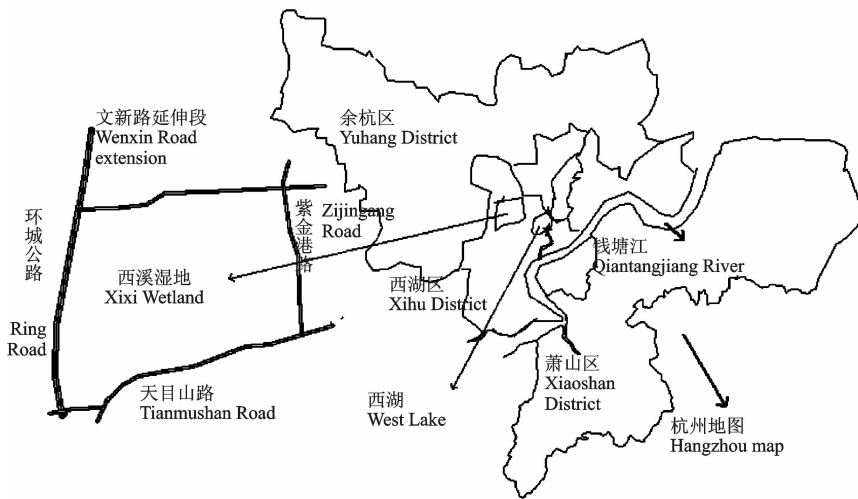 文新路延伸段
Wenxin Road
extension
余杭区
Yuhang District
环城公路
紫金港路
Zijingang
Road
西溪湿地
Xixi Wetland
钱塘江
Qiantangjiang River
西湖区
Xihu District
Ring
Road
天目山路
Tianmushan Road
西湖
West Lake
萧山区
Xiaoshan
District
杭州地图
Hangzhou map